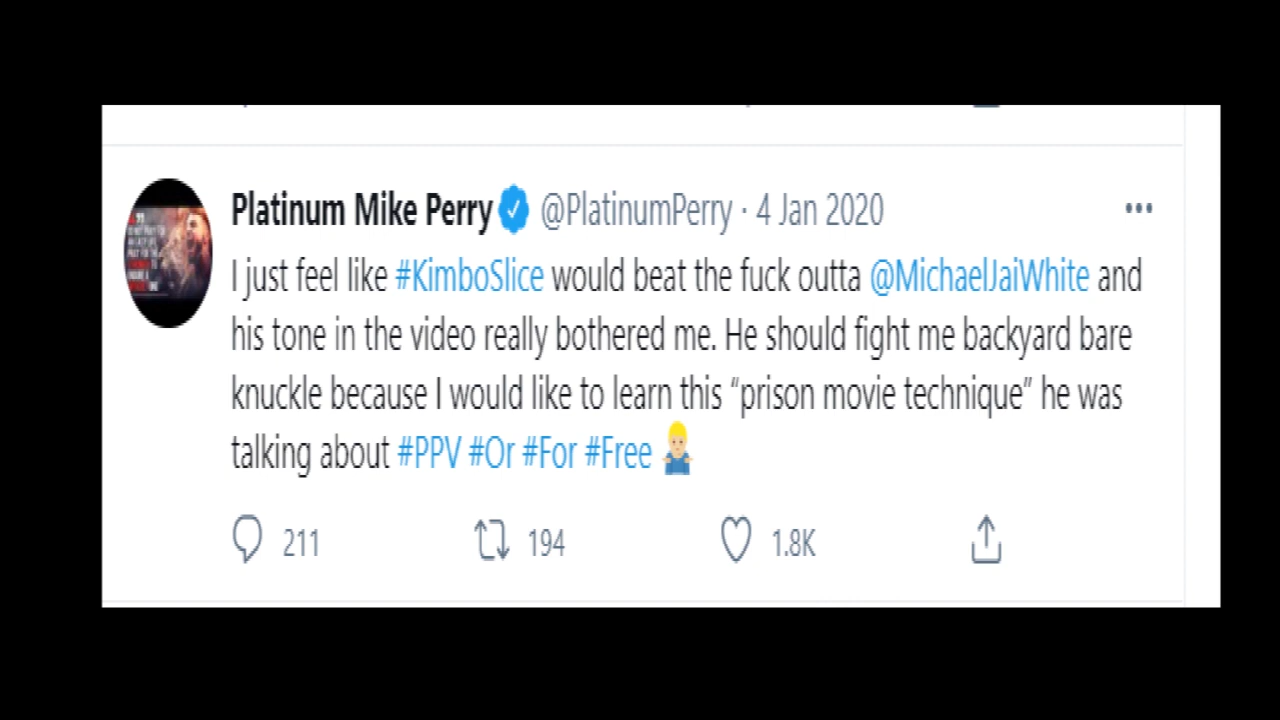 Platinum Mike Perry @PlatinumPerry · 4 Jan 2020
I just feel like #KimboSlice would beat the fuck outta @MichaelJaiWhite and
his tone in the video really bothered me. He should fight me backyard bare
knuckle because I would like to learn this “prison movie technique” he was
talking about #PPV #Or #For #Free
211 194 1.8K